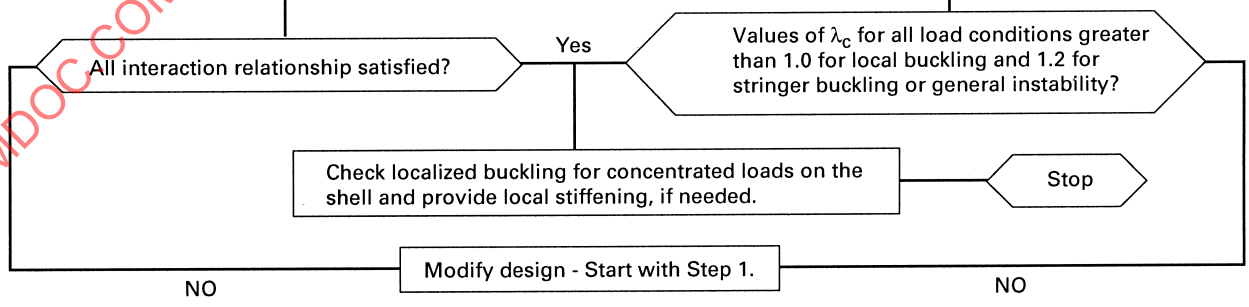 Yes
All interaction relationship satisfied?
Values of λc for all load conditions greater
than 1.0 for local buckling and 1.2 for
stringer buckling or general instability?
Check localized buckling for concentrated loads on the
shell and provide local stiffening, if needed.
Stop
Modify design - Start with Step 1.
NO
NO